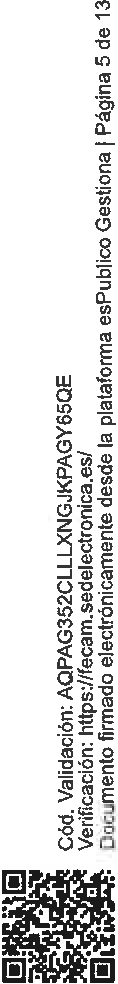 Cód. Validación: AQPAG352CLLLXNGJKPAGY65QE
Verificación: https://fecam.sedelectronica.es/
Documento firmado electrónicamente desde la plataforma esPublico Gestiona | Página 5 de 13